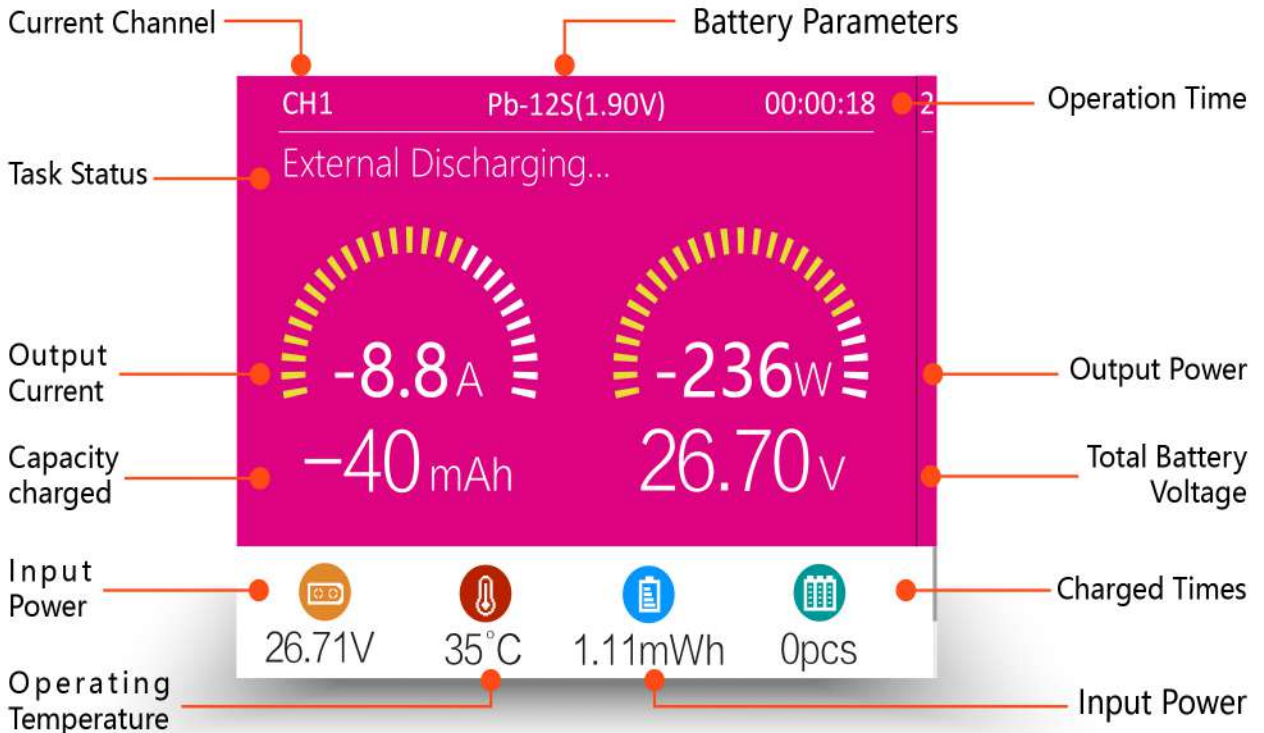 Current Channel
Battery Parameters
CH1 Pb-12S(1.90V) 00:00:18 2
Operation Time
External Discharging...
Task Status
-8.8A -236W
Output
Current
Output Power
−40mAh 26.70V
Capacity
charged
Total Battery
Voltage
Input
Power
Charged Times
26.71V 35°C 1.11mWh 0pcs
Operating
Temperature
Input Power